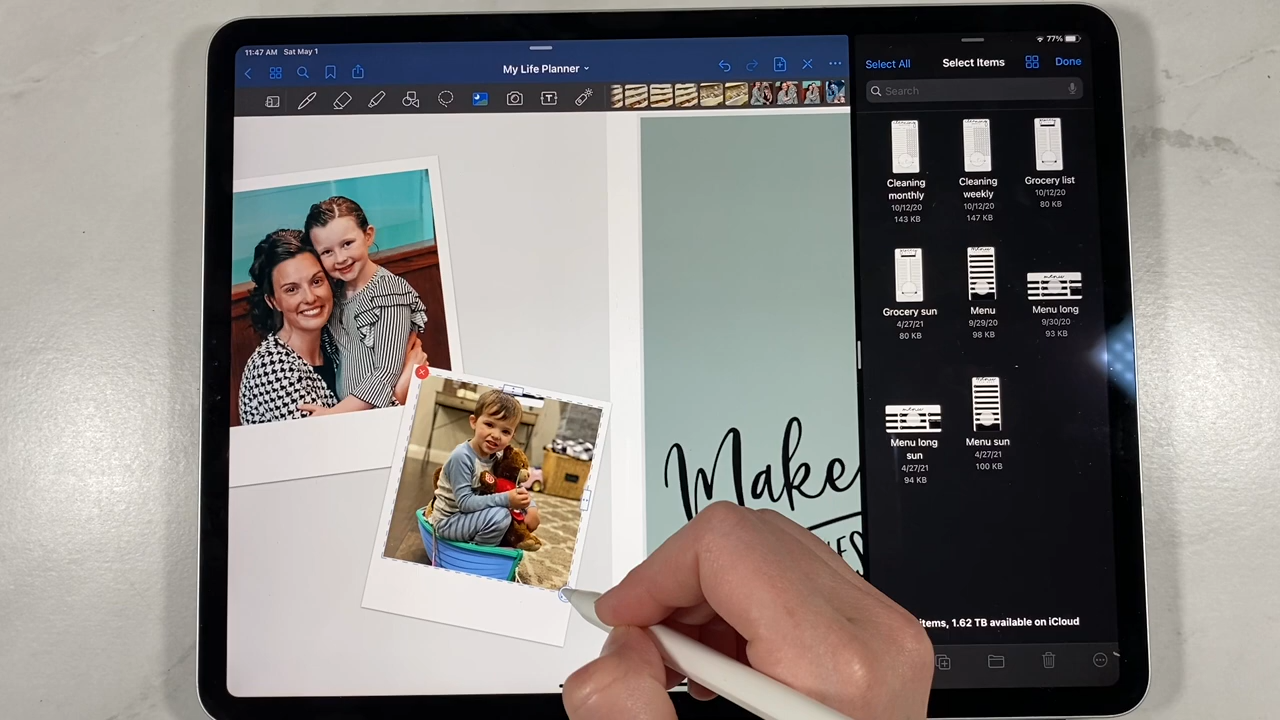 11:47 AM Sat May 1
77%
My Life Planner
Select All
Select Items
Done
Search
Cleaning monthly
10/12/20
143 KB
Cleaning weekly
10/12/20
147 KB
Grocery list
10/12/20
80 KB
Grocery sun
4/27/21
80 KB
Menu
9/29/20
98 KB
Menu long
9/30/20
93 KB
Menu long sun
4/27/21
94 KB
Menu sun
4/27/21
100 KB
Make
items, 1.62 TB available on iCloud